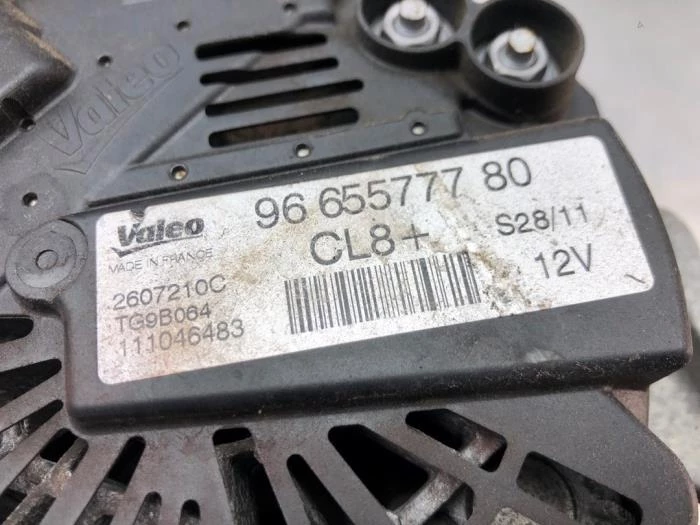 Valeo
Valeo
MADE IN FRANCE
96 655777 80
CL8+
S28/11
12V
2607210C
TG9B064
111046483